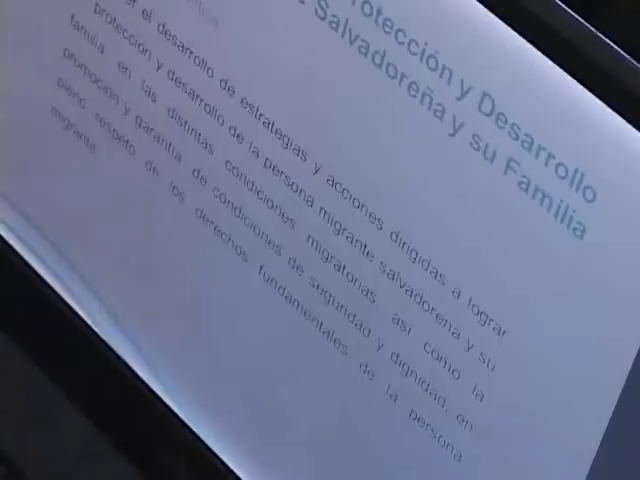 rotección y Desarrollo
Salvadoreña y su Familia
er el desarrollo de estrategias y acciones dirigidas a lograr
protección y desarrollo de la persona migrante salvadoreña y su
familia, en las distintas condiciones migratorias, así como la
promoción y garantía de condiciones de seguridad y dignidad, en
pleno respeto de los derechos fundamentales de la persona
migrante.